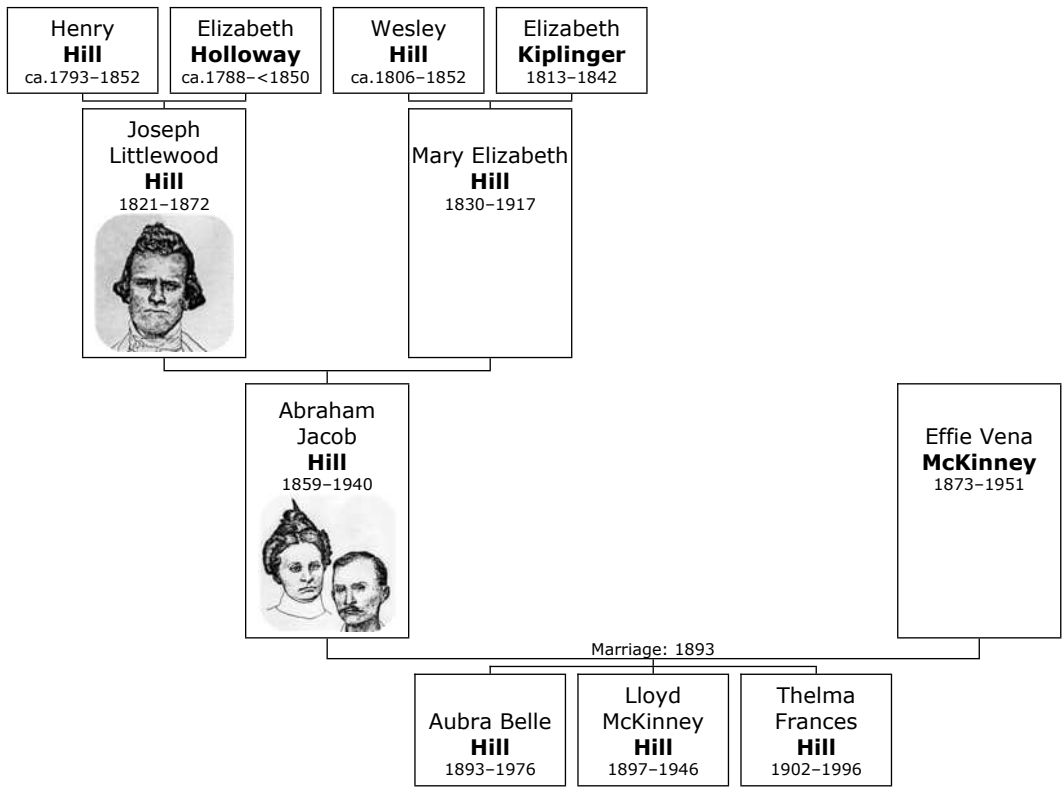 Henry
Hill
ca.1793–1852
Elizabeth
Holloway
ca.1788–<1850
Wesley
Hill
ca.1806–1852
Elizabeth
Kiplinger
1813–1842
Joseph
Littlewood
Hill
1821–1872
Mary Elizabeth
Hill
1830–1917
Abraham
Jacob
Hill
1859–1940
Effie Vena
McKinney
1873–1951
Marriage: 1893
Aubra Belle
Hill
1893–1976
Lloyd
McKinney
Hill
1897–1946
Thelma
Frances
Hill
1902–1996